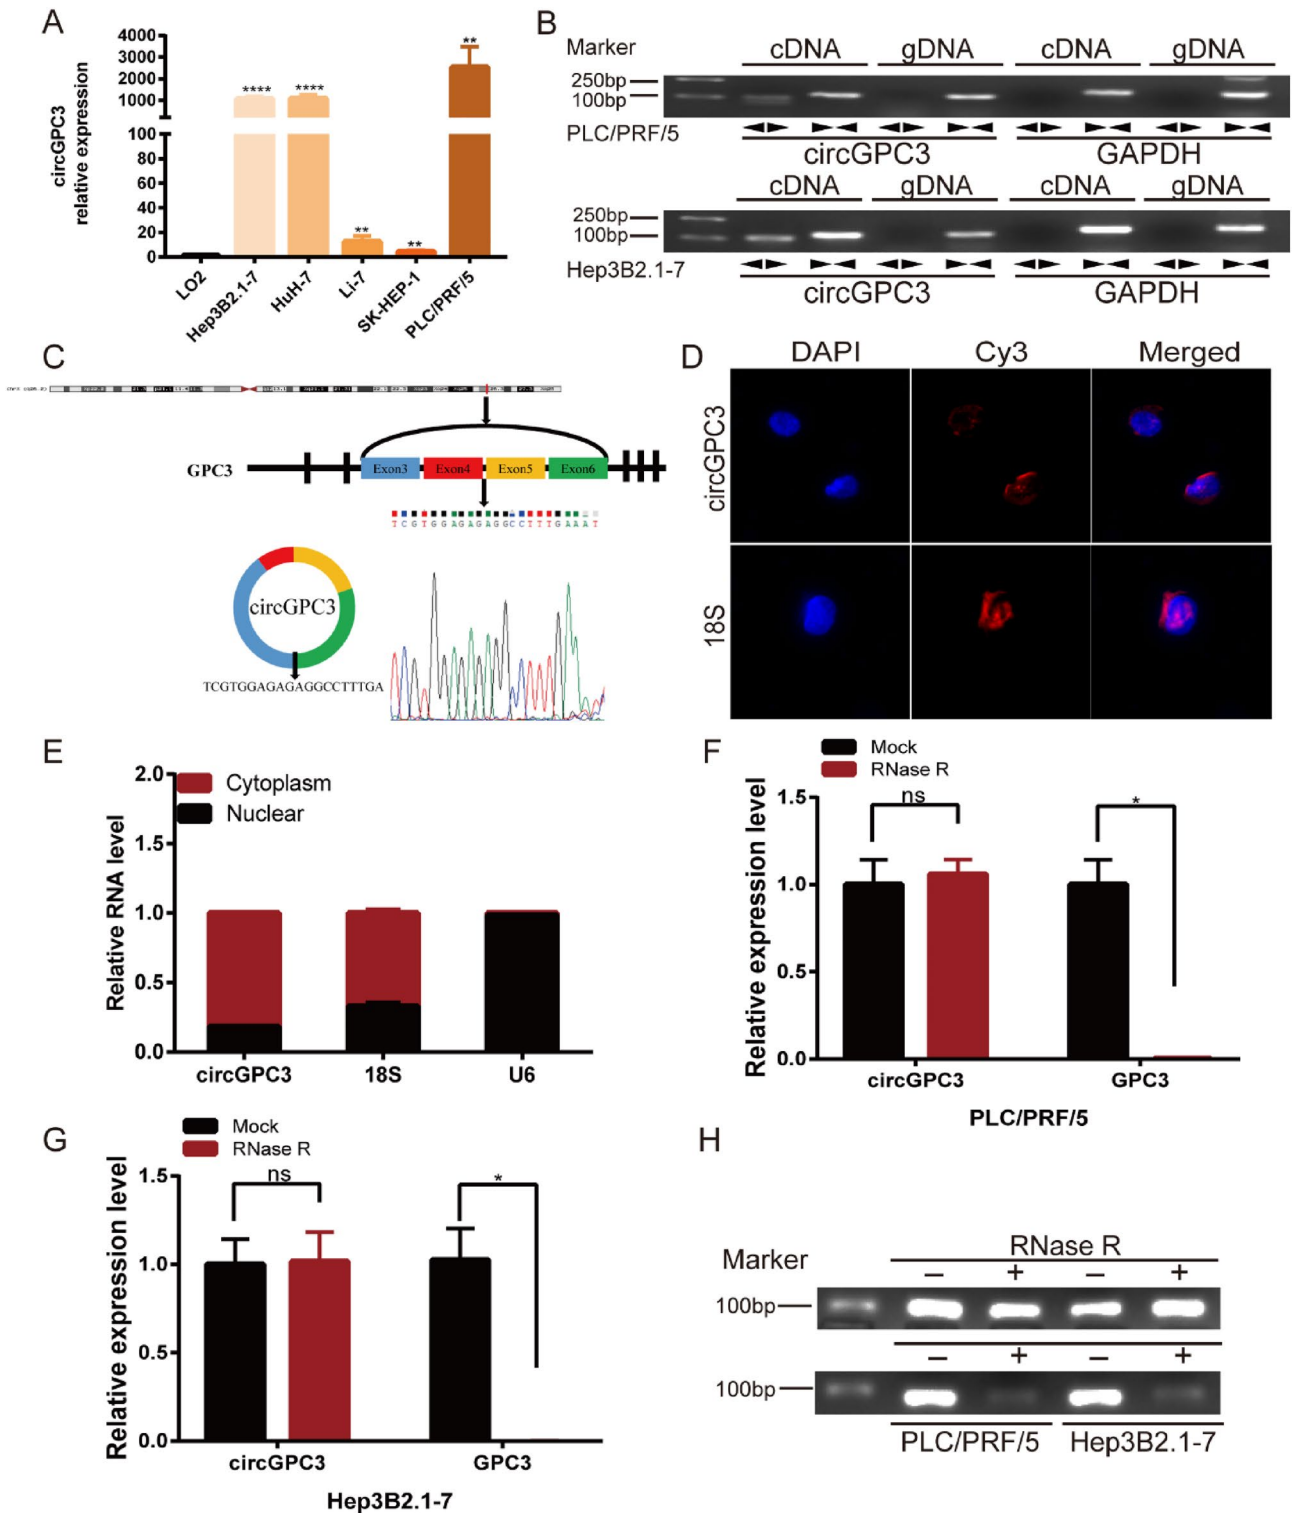 A
circGPC3
relative expression
4000
3000
2000
1000
100
80
60
40
20
0
****
****
**
**
**
LO2
Hep3B2.1-7
HuH-7
Li-7
SK-HEP-1
PLC/PRF/5
B
Marker
cDNA gDNA cDNA gDNA
250bp
100bp
PLC/PRF/5
circGPC3 GAPDH
cDNA gDNA cDNA gDNA
250bp
100bp
Hep3B2.1-7
circGPC3 GAPDH
C
GPC3
Exon3 Exon4 Exon5 Exon6
TCGTGGAGAGAGGCCTTTGAAAT
circGPC3
TCGTGGAGAGAGGCCTTTGA
D
DAPI Cy3 Merged
circGPC3
18S
E
Cytoplasm
Nuclear
Relative RNA level
2.0
1.5
1.0
0.5
0.0
circGPC3 18S U6
F
Mock
RNase R
Relative expression level
1.5
1.0
0.5
0.0
ns
*
circGPC3 GPC3
PLC/PRF/5
G
Mock
RNase R
Relative expression level
1.5
1.0
0.5
0.0
ns
*
circGPC3 GPC3
Hep3B2.1-7
H
RNase R
Marker
– + – +
100bp
– + – +
100bp
PLC/PRF/5 Hep3B2.1-7